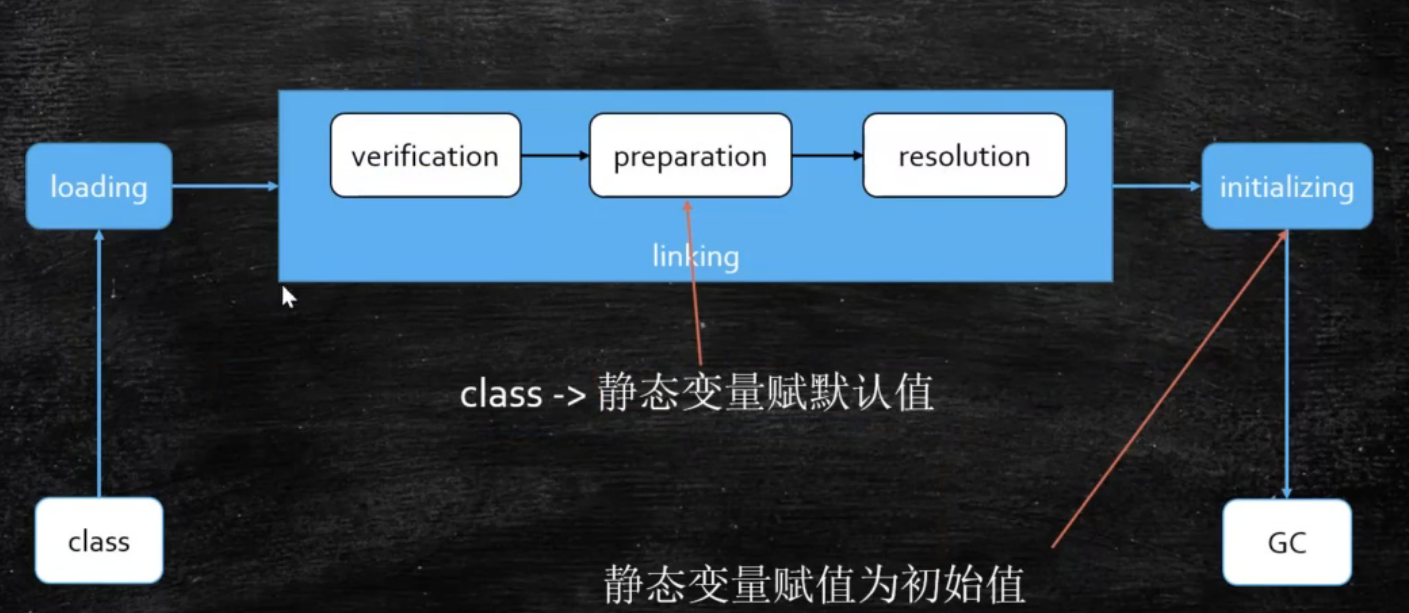 verification
preparation
resolution
loading
initializing
linking
class -> 静态变量赋默认值
class
GC
静态变量赋值为初始值